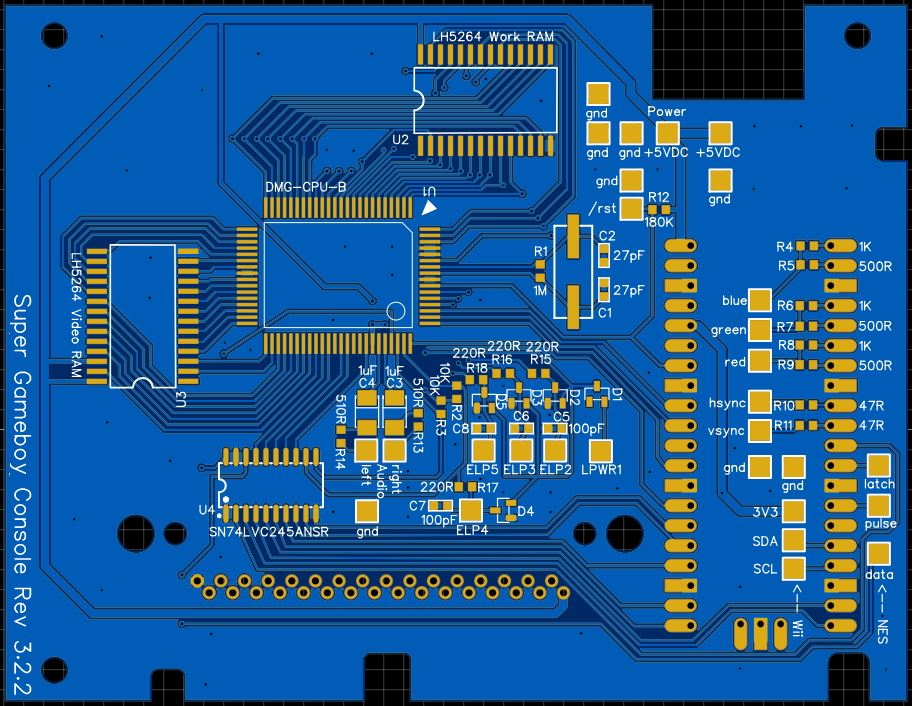 LH5264 Work RAM
U2
gnd
gnd
gnd
Power
+5VDC
+5VDC
gnd
gnd
/rst
R12
180K
DMG-CPU-B
U1
LH5264 Video RAM
U3
R1
1M
C2
27pF
27pF
C1
R4
1K
R5
500R
blue
R6
1K
green
R7
500R
R8
1K
red
R9
500R
hsync
R10
47R
vsync
R11
47R
gnd
gnd
latch
3V3
pulse
SDA
SCL
data
<--- Wii
<--- NES
1uF
C4
1uF
C3
510R
R14
510R
R13
left
right
Audio
gnd
10K
R3
10K
R2
220R
R18
220R
R16
220R
R15
D5
D3
D2
D1
C8
C6
C5
100pF
ELP5
ELP3
ELP2
LPWR1
220R
R17
C7
100pF
ELP4
D4
U4
SN74LVC245ANSR
Super Gameboy Console Rev 3.2.2